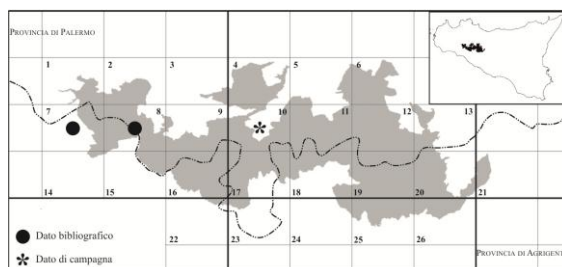 PROVINCIA DI PALERMO
1 2 3 4 5 6
7 8 9 10 11 12 13
14 15 16 17 18 19 20 21
Dato bibliografico
Dato di campagna
22 23 24 25 26
PROVINCIA DI AGRIGENT